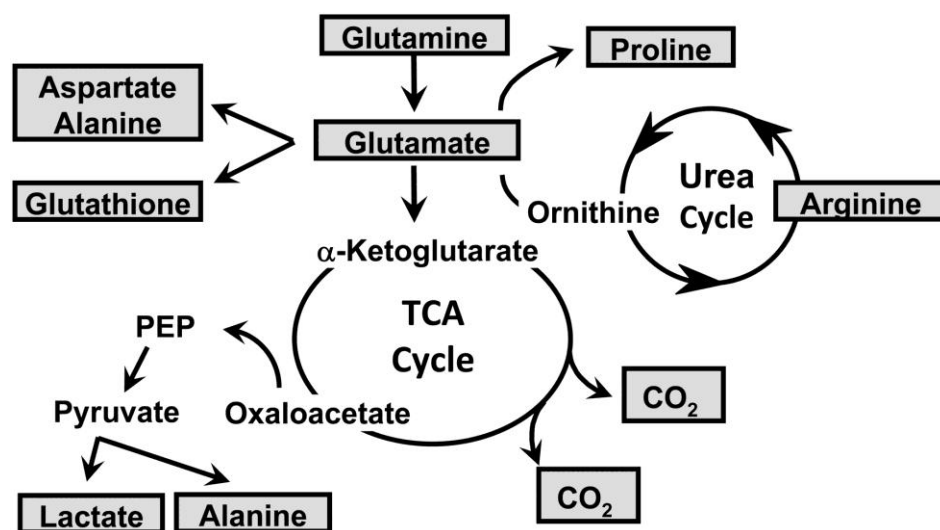 Glutamine
Proline
Aspartate
Alanine
Glutamate
Glutathione
Urea
Cycle
Ornithine
Arginine
α-Ketoglutarate
TCA
Cycle
PEP
Pyruvate
Oxaloacetate
CO₂
CO₂
Lactate
Alanine